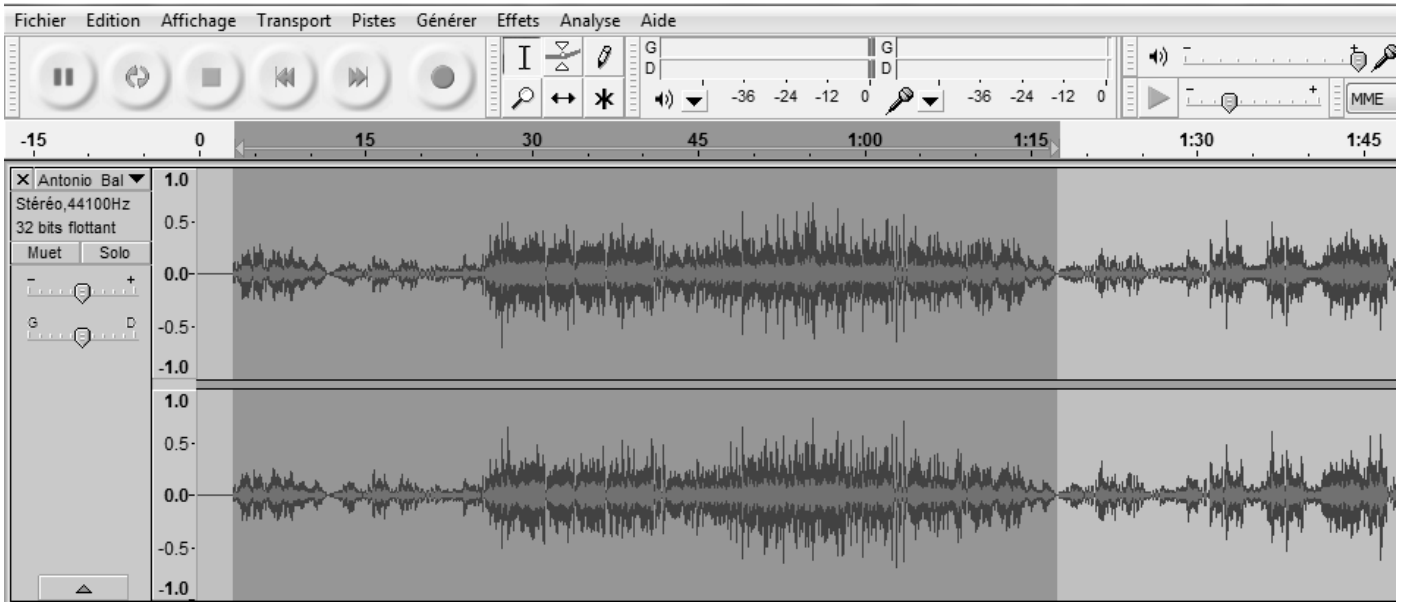 Fichier Edition Affichage Transport Pistes Générer Effets Analyse Aide
G G
D D
-36 -24 -12 0 -36 -24 -12 0
- +
- + MME
-15 0 15 30 45 1:00 1:15 1:30 1:45
X Antonio Bal 1.0
Stéréo,44100Hz
32 bits flottant 0.5
Muet Solo
- + 0.0
G D -0.5
-1.0
1.0
0.5
0.0
-0.5
-1.0